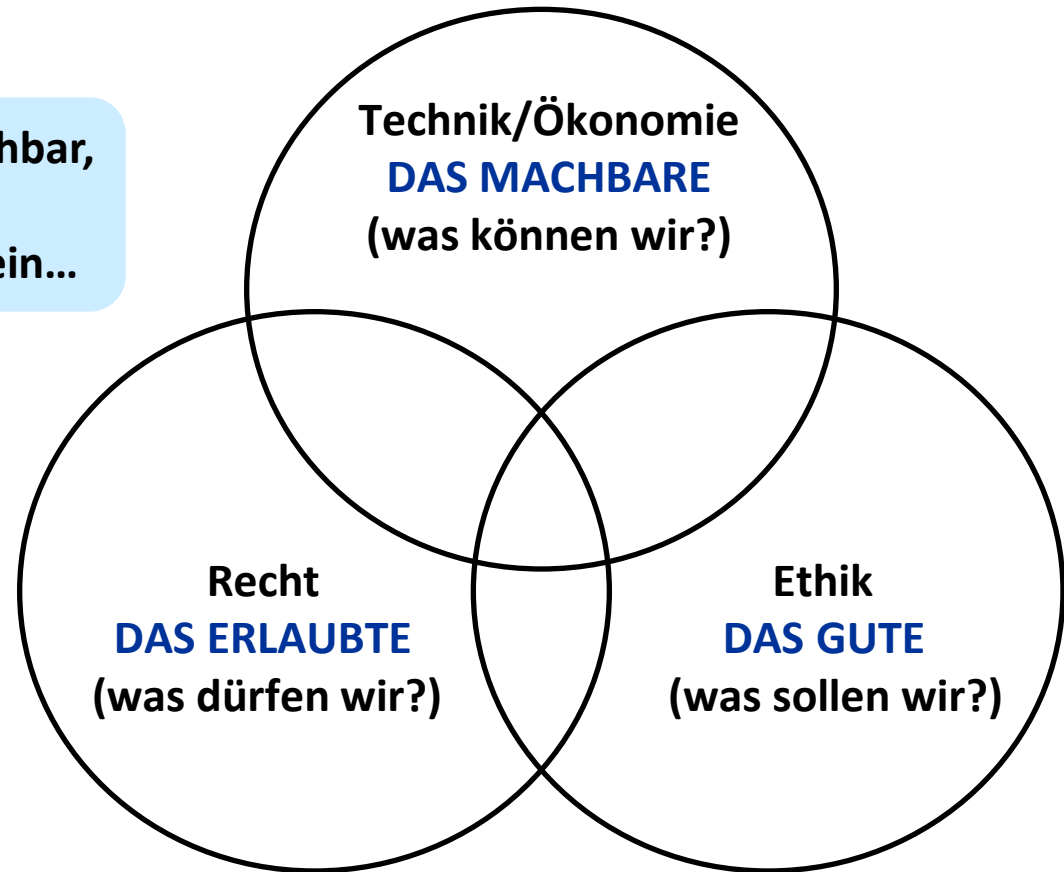 hbar,
ein...
Technik/Ökonomie
DAS MACHBARE
(was können wir?)
Recht
DAS ERLAUBTE
(was dürfen wir?)
Ethik
DAS GUTE
(was sollen wir?)